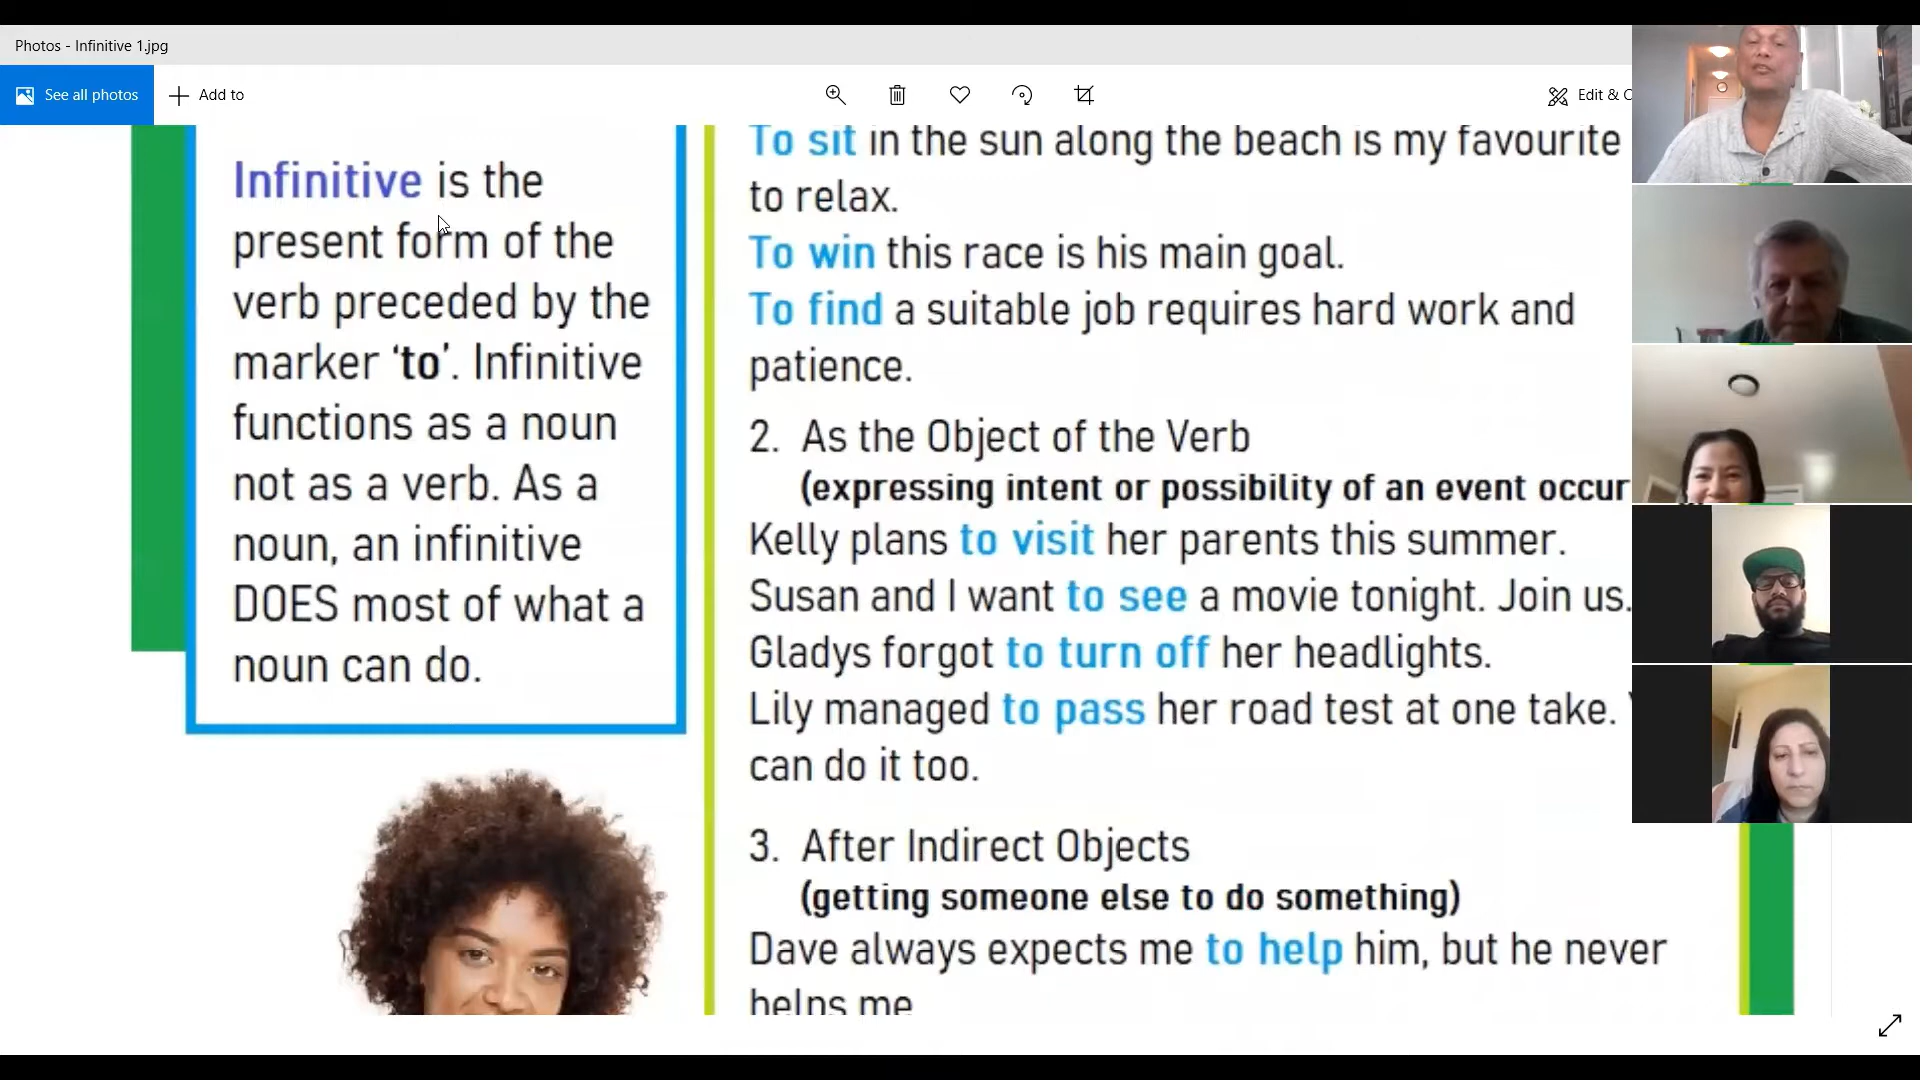 Photos - Infinitive 1.jpg
See all photos
Add to
Edit & C
Infinitive is the
present form of the
verb preceded by the
marker ‘to’. Infinitive
functions as a noun
not as a verb. As a
noun, an infinitive
DOES most of what a
noun can do.
To sit in the sun along the beach is my favourite
to relax.
To win this race is his main goal.
To find a suitable job requires hard work and
patience.
2. As the Object of the Verb
(expressing intent or possibility of an event occur
Kelly plans to visit her parents this summer.
Susan and I want to see a movie tonight. Join us.
Gladys forgot to turn off her headlights.
Lily managed to pass her road test at one take.
can do it too.
3. After Indirect Objects
(getting someone else to do something)
Dave always expects me to help him, but he never
helps me